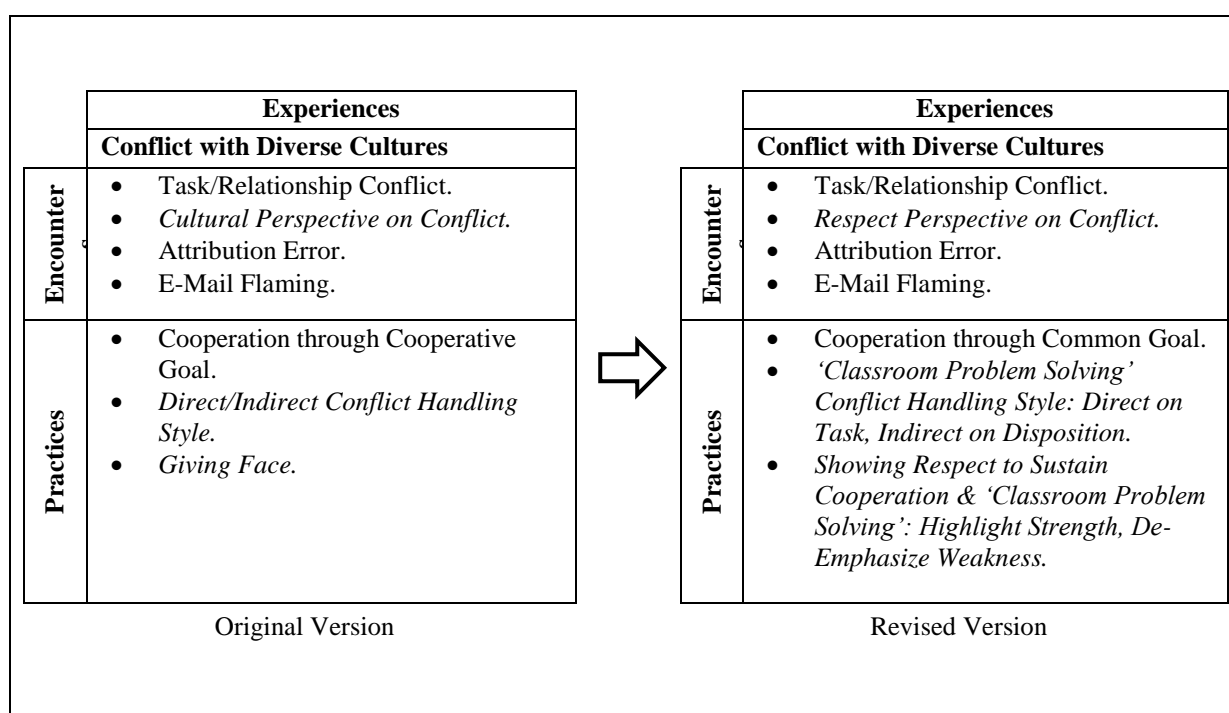 Experiences
Conflict with Diverse Cultures
Encounter
• Task/Relationship Conflict.
• Cultural Perspective on Conflict.
• Attribution Error.
• E-Mail Flaming.
Practices
• Cooperation through Cooperative
Goal.
• Direct/Indirect Conflict Handling
Style.
• Giving Face.
Original Version
Experiences
Conflict with Diverse Cultures
Encounter
• Task/Relationship Conflict.
• Respect Perspective on Conflict.
• Attribution Error.
• E-Mail Flaming.
Practices
• Cooperation through Common Goal.
• ‘Classroom Problem Solving’
Conflict Handling Style: Direct on
Task, Indirect on Disposition.
• Showing Respect to Sustain
Cooperation & ‘Classroom Problem
Solving’: Highlight Strength, De-
Emphasize Weakness.
Revised Version